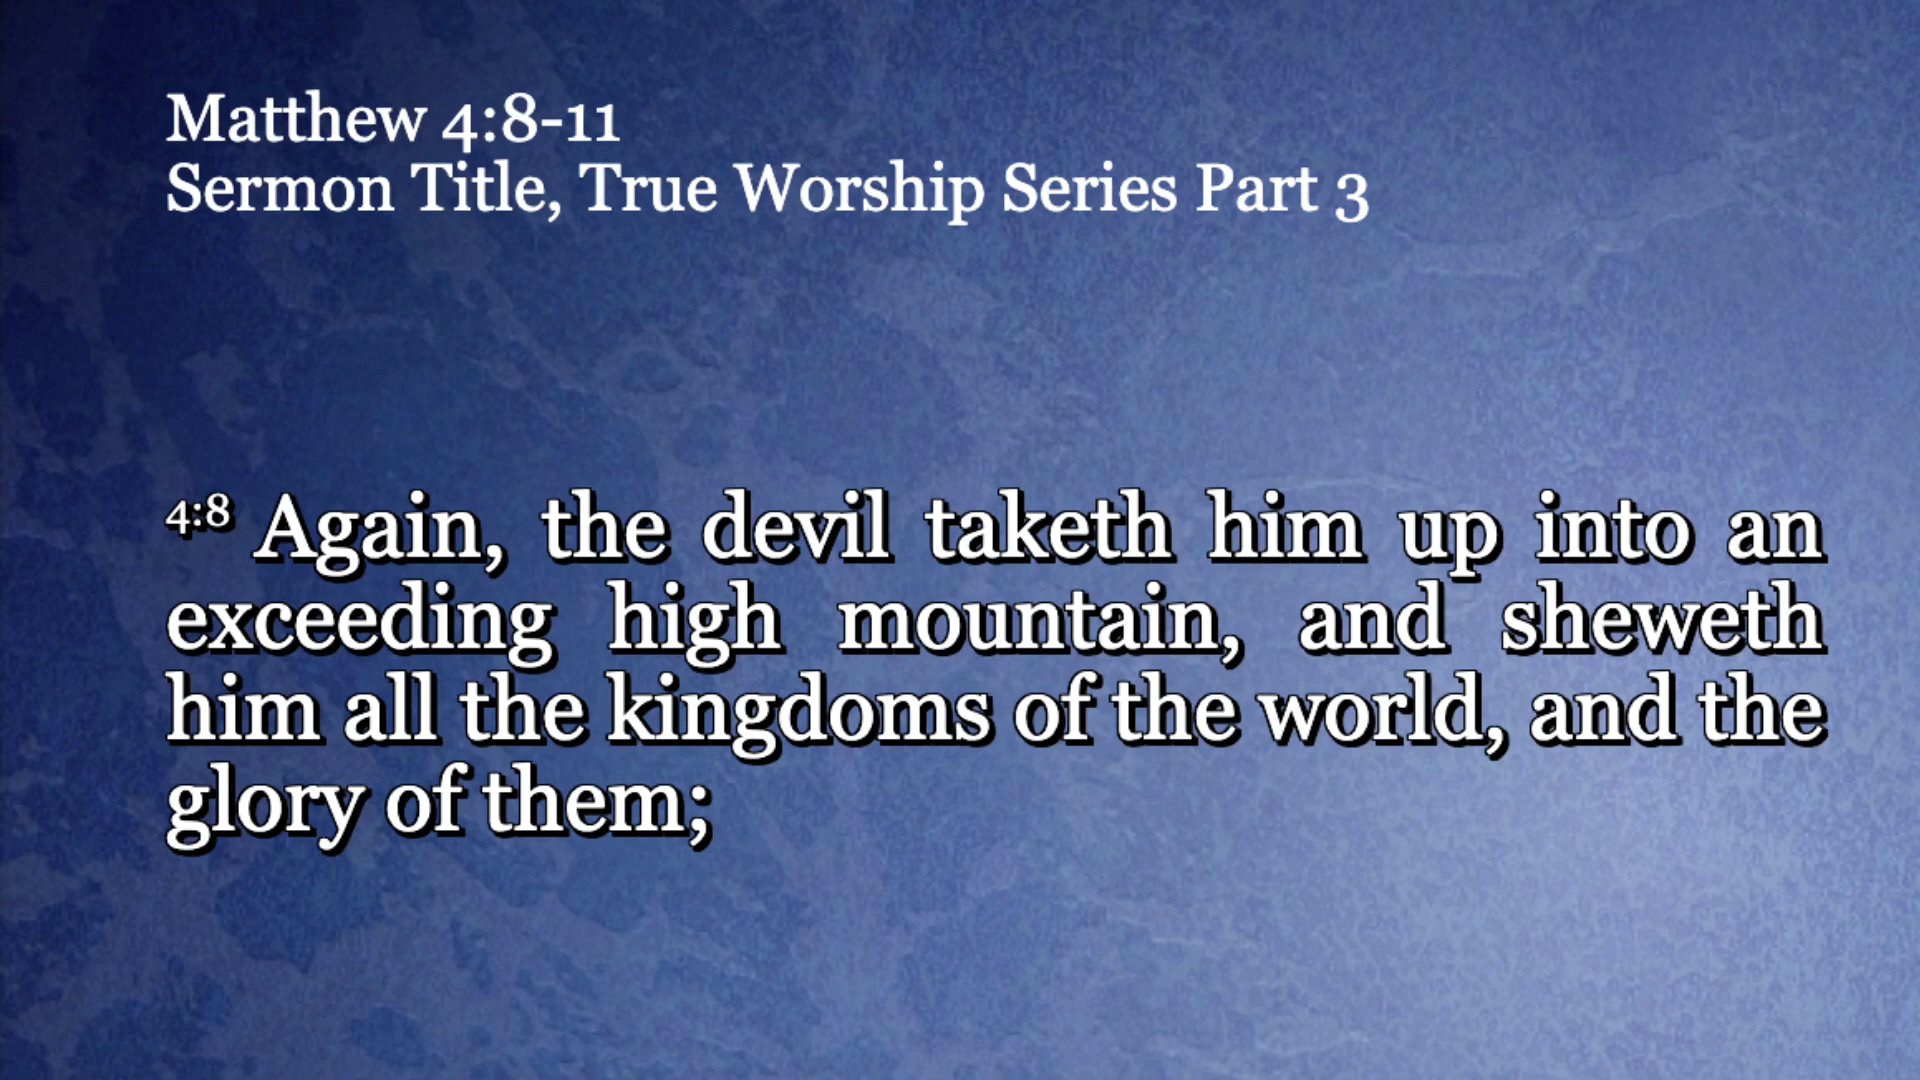 Matthew 4:8-11
Sermon Title, True Worship Series Part 3
4:8 Again, the devil taketh him up into an
exceeding high mountain, and sheweth
him all the kingdoms of the world, and the
glory of them;